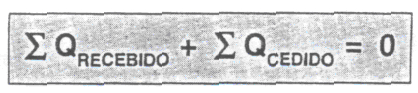 ∑ Q RECEBIDO + ∑ Q CEDIDO = 0